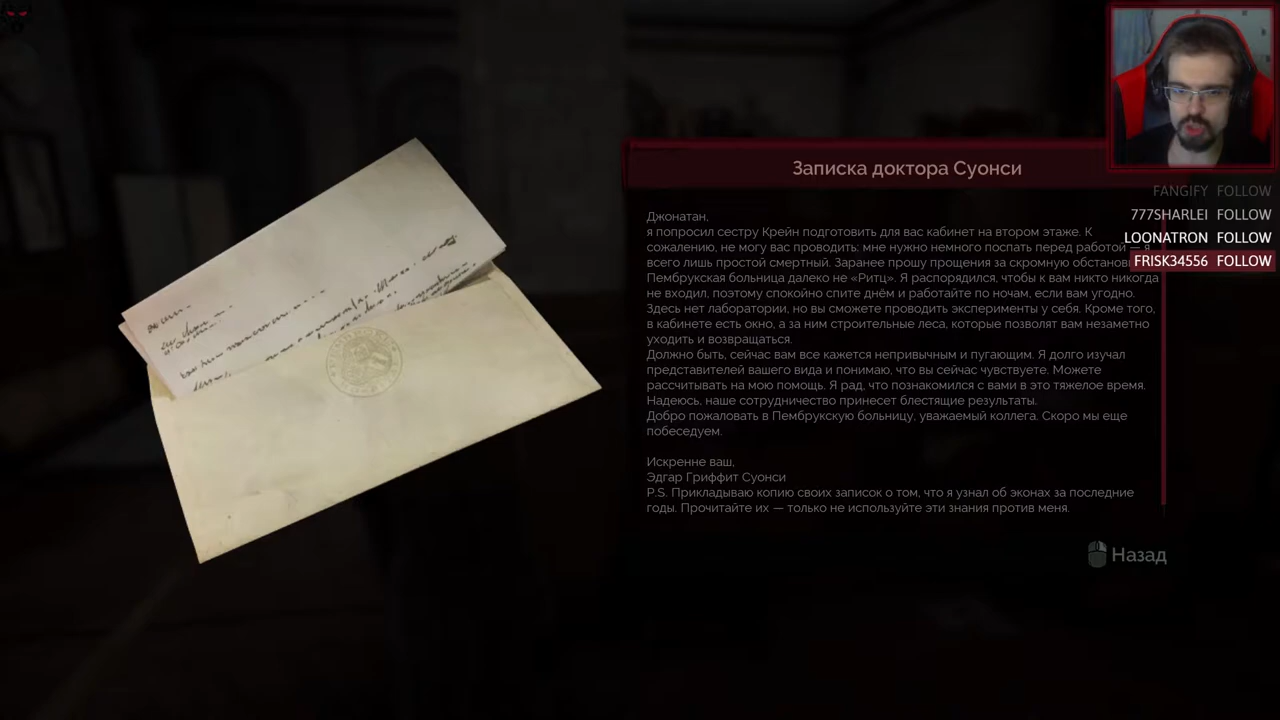 Записка доктора Суонси
FANGIFY FOLLOW
777SHARLEI FOLLOW
LOONATRON FOLLOW
FRISK34556 FOLLOW
Джонатан,
я попросил сестру Крейн подготовить для вас кабинет на втором этаже. К
сожалению, не могу вас проводить: мне нужно немного поспать перед работой — я
всего лишь простой смертный. Заранее прошу прощения за скромную
Пембрукская больница далеко не «Ритц». Я распорядился, чтобы к вам никто никогда
не входил, поэтому спокойно спите днём и работайте по ночам, если вам угодно.
Здесь нет лаборатории, но вы сможете проводить эксперименты у себя. Кроме того,
в кабинете есть окно, а за ним строительные леса, которые позволят вам незаметно
уходить и возвращаться.
Должно быть, сейчас вам все кажется непривычным и пугающим. Я долго изучал
представителей вашего вида и понимаю, что вы сейчас чувствуете. Можете
рассчитывать на мою помощь. Я рад, что познакомился с вами в это тяжелое время.
Надеюсь, наше сотрудничество принесет блестящие результаты.
Добро пожаловать в Пембрукскую больницу, уважаемый коллега. Скоро мы еще
побеседуем.
Искренне ваш,
Эдгар Гриффит Суонси
P.S. Прикладываю копию своих записок о том, что я узнал об эконах за последние
годы. Прочитайте их — только не используйте эти знания против меня.
Назад